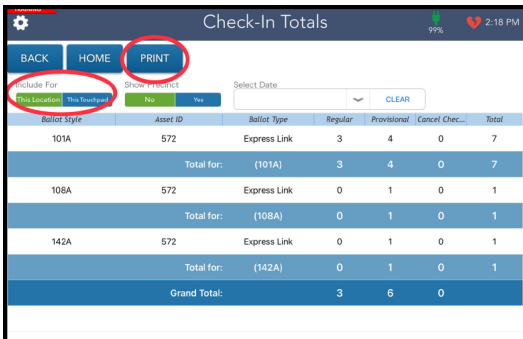 Check-In Totals
99%
2:18 PM
BACK HOME PRINT
Include For Show Precinct Select Date
This Location This Touchpad No Yes CLEAR
Ballot Style Asset ID Ballot Type Regular Provisional Cancel Chec... Total
101A 572 Express Link 3 4 0 7
Total for: (101A) 3 4 0 7
108A 572 Express Link 0 1 0 1
Total for: (108A) 0 1 0 1
142A 572 Express Link 0 1 0 1
Total for: (142A) 0 1 0 1
Grand Total: 3 6 0